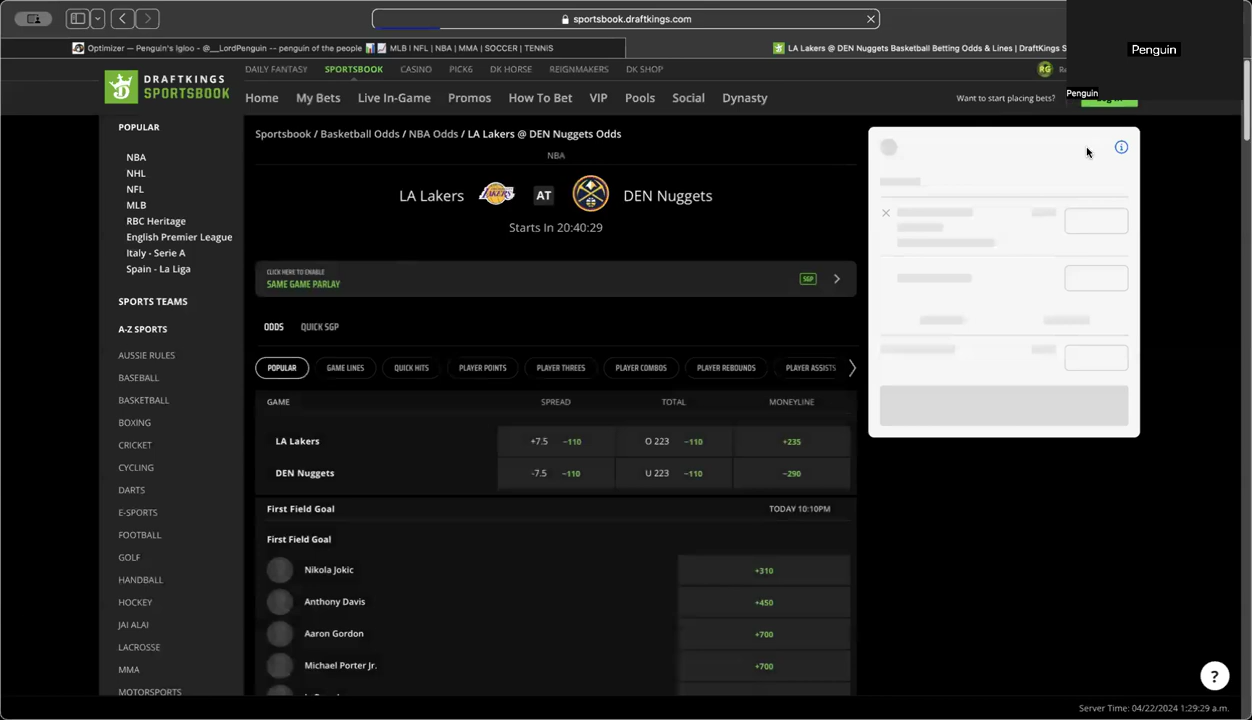 sportsbook.draftkings.com
Optimizer — Penguin's Igloo - @__LordPenguin -- penguin of the people 📊📈 MLB I NFL | NBA | MMA | SOCCER | TENNIS
LA Lakers @ DEN Nuggets Basketball Betting Odds & Lines | DraftKings S
Penguin
Penguin
DRAFTKINGS
SPORTSBOOK
DAILY FANTASY SPORTSBOOK CASINO PICK6 DK HORSE REIGNMAKERS DK SHOP
RG
Home My Bets Live In-Game Promos How To Bet VIP Pools Social Dynasty
Want to start placing bets?
POPULAR
NBA
NHL
NFL
MLB
RBC Heritage
English Premier League
Italy - Serie A
Spain - La Liga
SPORTS TEAMS
A-Z SPORTS
AUSSIE RULES
BASEBALL
BASKETBALL
BOXING
CRICKET
CYCLING
DARTS
E-SPORTS
FOOTBALL
GOLF
HANDBALL
HOCKEY
JAI ALAI
LACROSSE
MMA
MOTORSPORTS
Sportsbook / Basketball Odds / NBA Odds / LA Lakers @ DEN Nuggets Odds
NBA
LA Lakers AT DEN Nuggets
Starts In 20:40:29
CLICK HERE TO ENABLE
SAME GAME PARLAY
SGP
ODDS QUICK SGP
POPULAR GAME LINES QUICK HITS PLAYER POINTS PLAYER THREES PLAYER COMBOS PLAYER REBOUNDS PLAYER ASSISTS
GAME SPREAD TOTAL MONEYLINE
LA Lakers +7.5 −110 O 223 −110 +235
DEN Nuggets -7.5 −110 U 223 −110 −290
First Field Goal TODAY 10:10PM
First Field Goal
Nikola Jokic +310
Anthony Davis +450
Aaron Gordon +700
Michael Porter Jr. +700
?
Server Time: 04/22/2024 1:29:29 a.m.